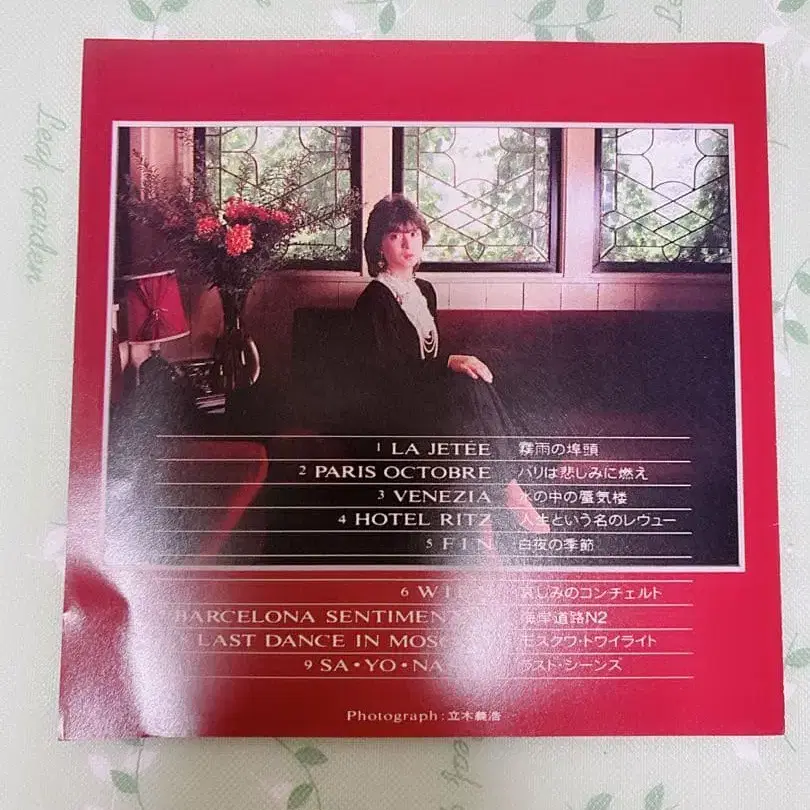 1 LA JETÉE 霧雨の埠頭
2 PARIS OCTOBRE パリは悲しみに燃え
3 VENEZIA 水の中の蜃気楼
4 HOTEL RITZ 人生という名のレヴュー
5 FIN 白夜の季節
6 悲しみのコンチェルト
BARCELONA 海岸道路N2
LAST DANCE IN モスクワ・トワイライト
9 SA・YO・NA ラスト・シーンズ
Photograph:立木義浩
Leaf garden
Leaf g